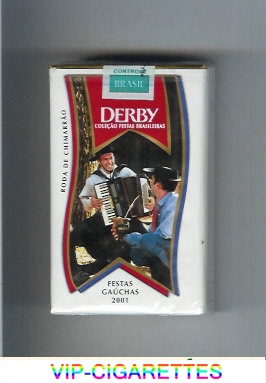 CONTROLE
BRASIL
DERBY
COLEÇÃO FESTAS BRASILEIRAS
RODA DE CHIMARRÃO
FESTAS
GAÚCHAS
2001
VIP-CIGARETTES